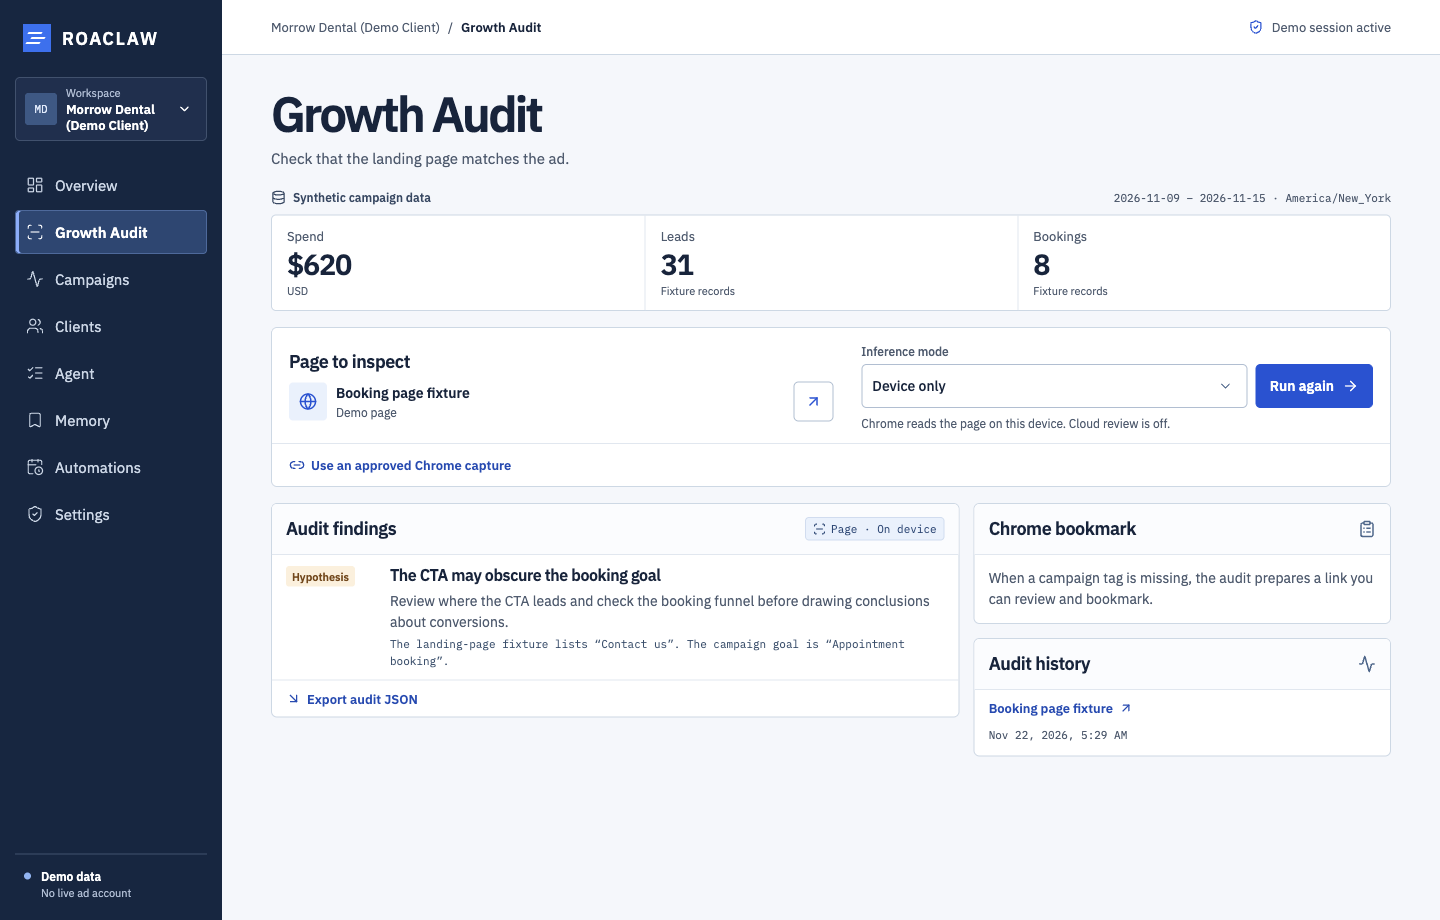 ROACLAW
MD
Workspace
Morrow Dental
(Demo Client)
Overview
Growth Audit
Campaigns
Clients
Agent
Memory
Automations
Settings
Demo data
No live ad account
Morrow Dental (Demo Client) / Growth Audit
Demo session active
Growth Audit
Check that the landing page matches the ad.
Synthetic campaign data
2026-11-09 – 2026-11-15 · America/New_York
Spend
$620
USD
Leads
31
Fixture records
Bookings
8
Fixture records
Page to inspect
Booking page fixture
Demo page
Inference mode
Device only
Run again
Chrome reads the page on this device. Cloud review is off.
Use an approved Chrome capture
Audit findings
Page · On device
Hypothesis
The CTA may obscure the booking goal
Review where the CTA leads and check the booking funnel before drawing conclusions
about conversions.
The landing-page fixture lists “Contact us”. The campaign goal is “Appointment
booking”.
Export audit JSON
Chrome bookmark
When a campaign tag is missing, the audit prepares a link you
can review and bookmark.
Audit history
Booking page fixture
Nov 22, 2026, 5:29 AM